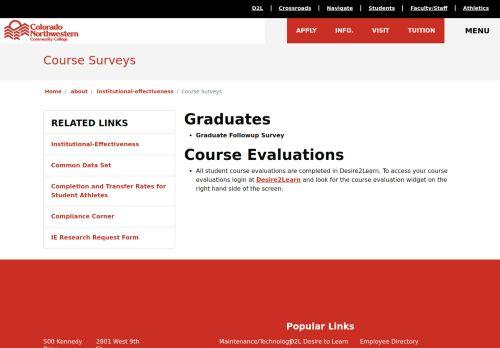 D2L | Crossroads | Navigate | Students | Faculty/Staff | Athletics
Colorado
Northwestern
Community College
APPLY INFO. VISIT TUITION MENU
Course Surveys
Home / about / institutional-effectiveness / Course Surveys
RELATED LINKS
Institutional-Effectiveness
Common Data Set
Completion and Transfer Rates for
Student Athletes
Compliance Corner
IE Research Request Form
Graduates
• Graduate Followup Survey
Course Evaluations
• All student course evaluations are completed in Desire2Learn. To access your course
evaluations login at Desire2Learn and look for the course evaluation widget on the
right hand side of the screen.
Popular Links
500 Kennedy 2801 West 9th Maintenance/Technology D2L Desire to Learn Employee Directory